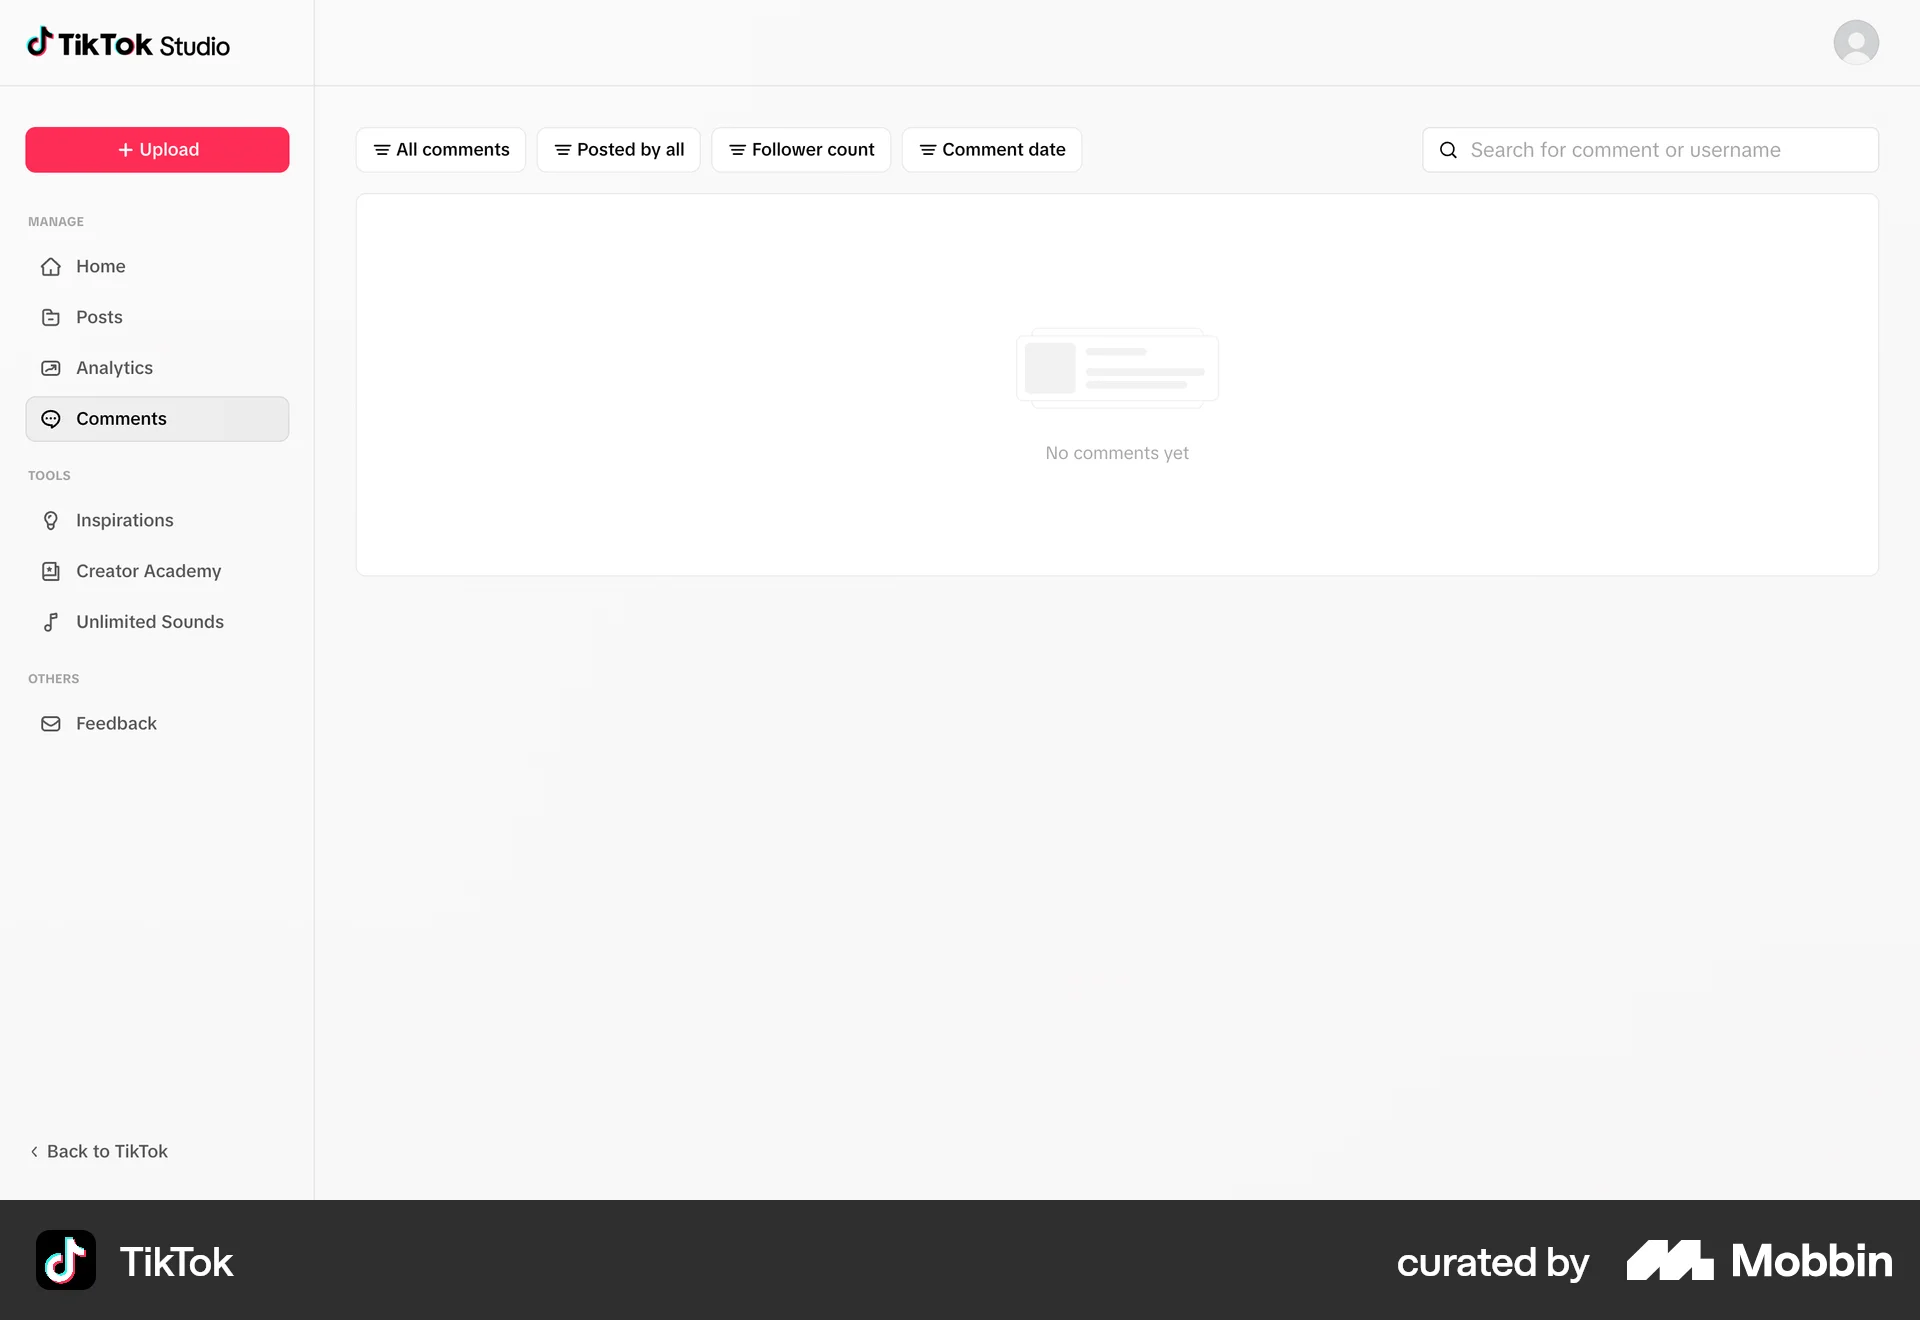 TikTok Studio
+ Upload
MANAGE
Home
Posts
Analytics
Comments
TOOLS
Inspirations
Creator Academy
Unlimited Sounds
OTHERS
Feedback
Back to TikTok
All comments
Posted by all
Follower count
Comment date
Search for comment or username
No comments yet
TikTok
curated by Mobbin